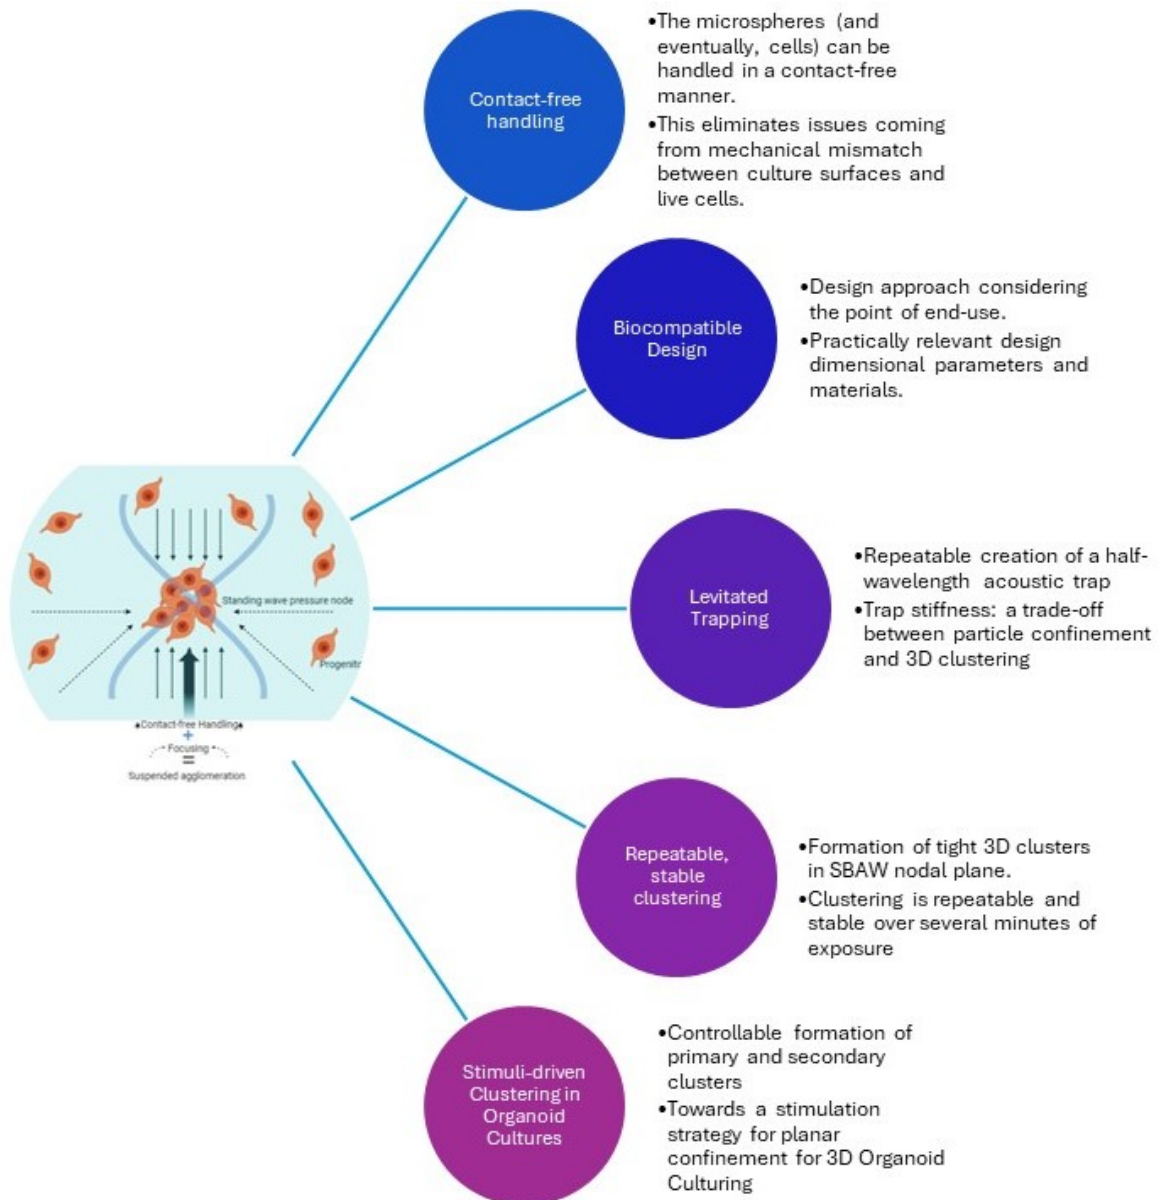 Contact-free
handling
•The microspheres (and
eventually, cells) can be
handled in a contact-free
manner.
•This eliminates issues coming
from mechanical mismatch
between culture surfaces and
live cells.
Biocompatible
Design
•Design approach considering
the point of end-use.
•Practically relevant design
dimensional parameters and
materials.
Standing wave pressure node
Contact-free Handling
+
Focusing
=
Suspended agglomeration
Levitated
Trapping
•Repeatable creation of a half-
wavelength acoustic trap
•Trap stiffness: a trade-off
between particle confinement
and 3D clustering
Repeatable,
stable
clustering
•Formation of tight 3D clusters
in SBAW nodal plane.
•Clustering is repeatable and
stable over several minutes of
exposure
Stimuli-driven
Clustering in
Organoid
Cultures
•Controllable formation of
primary and secondary
clusters
•Towards a stimulation
strategy for planar
confinement for 3D Organoid
Culturing